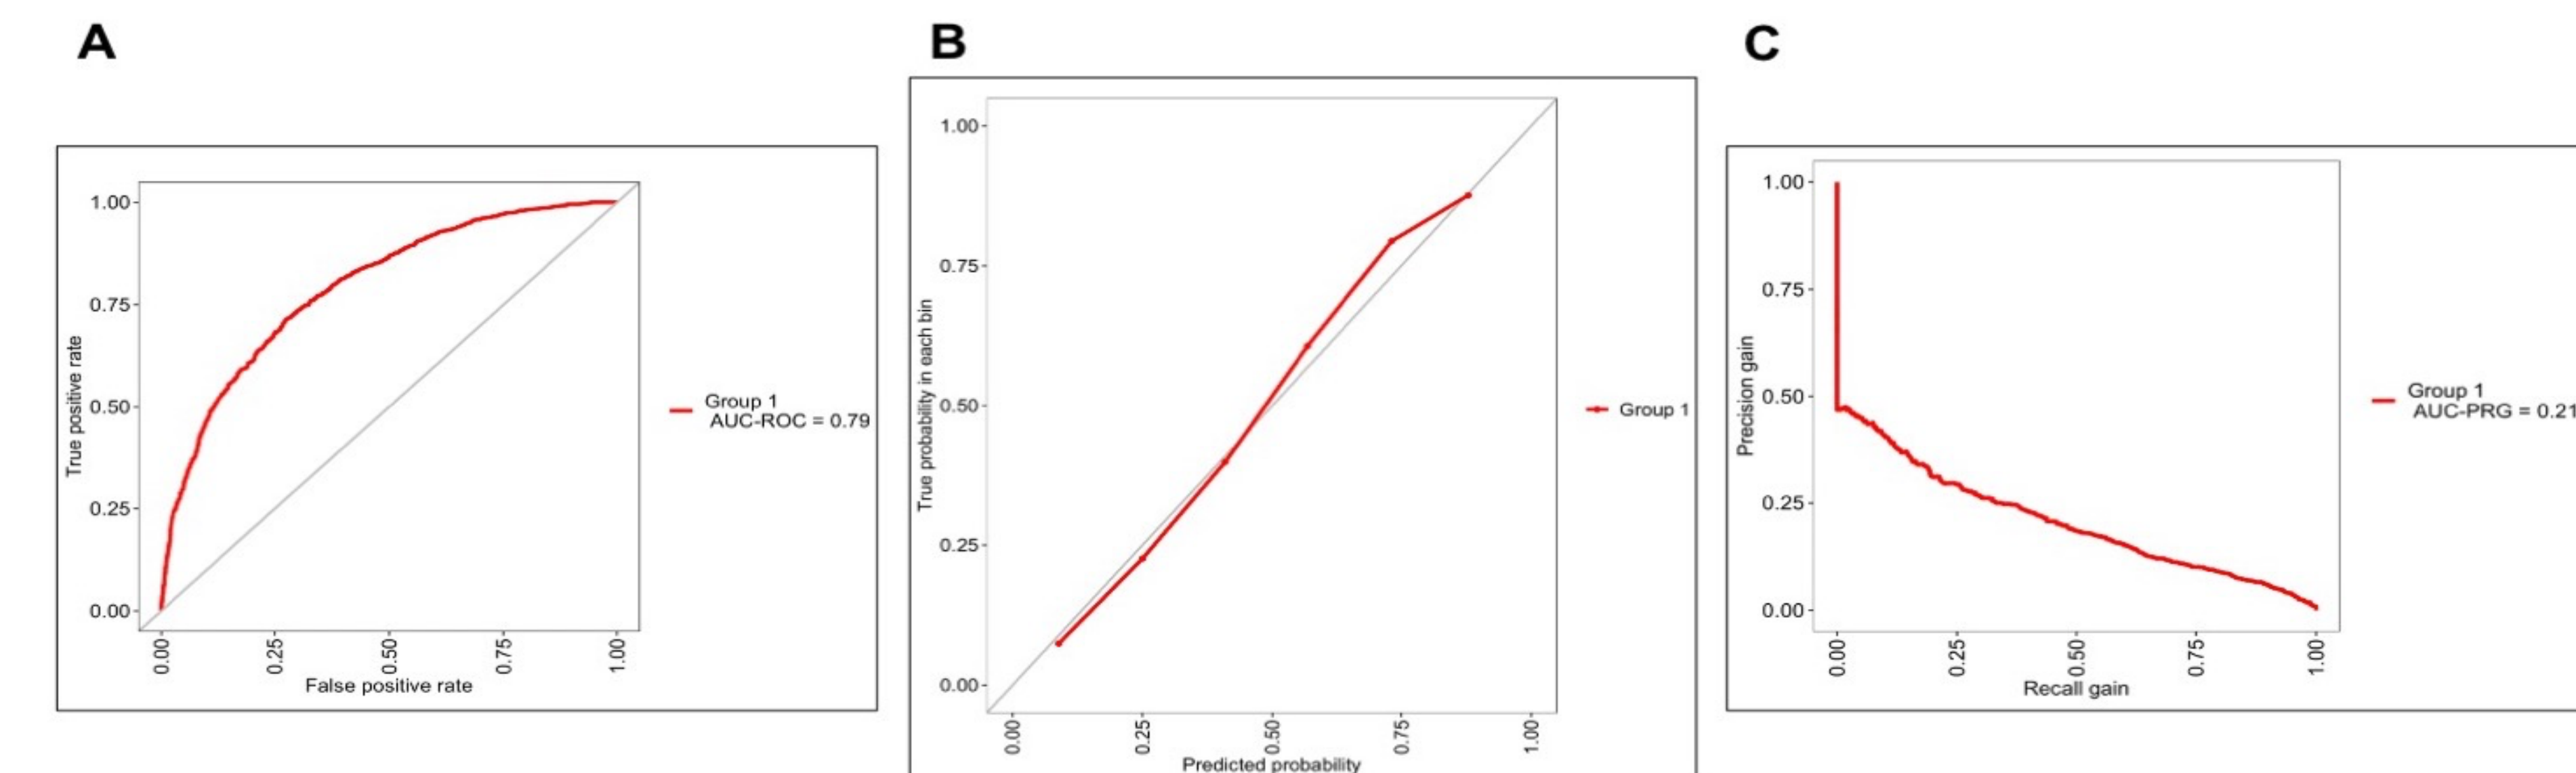 A
B
C
1.00
0.75
0.50
0.25
0.00
True positive rate
0.00
0.25
0.50
0.75
1.00
False positive rate
Group 1
AUC-ROC = 0.79
1.00
0.75
0.50
0.25
0.00
True probability in each bin
0.00
0.25
0.50
0.75
1.00
Predicted probability
Group 1
1.00
0.75
0.50
0.25
0.00
Precision gain
0.00
0.25
0.50
0.75
1.00
Recall gain
Group 1
AUC-PRG = 0.21